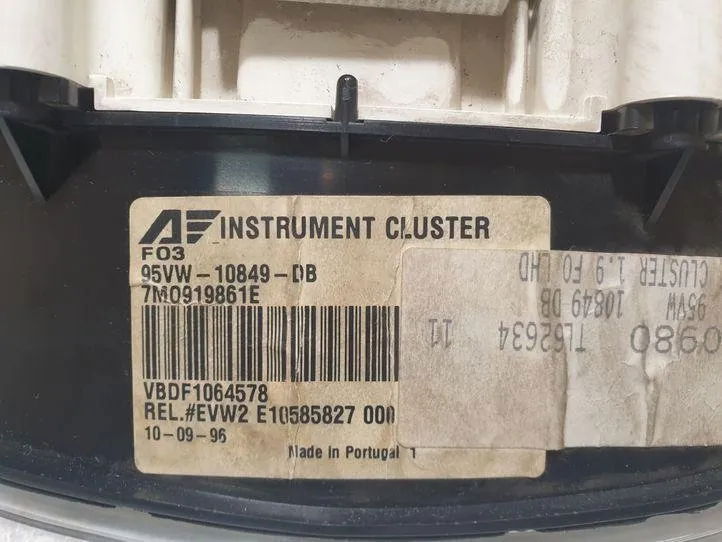 AF INSTRUMENT CLUSTER
F03
95VW-10849-DB
7M0919861E
VBDF1064578
REL.#EVW2 E10585827 000
10-09-96
Made in Portugal 1
0980
TL62634 11
95VW 10849 DB
CLUSTER 1.9 FO LHD